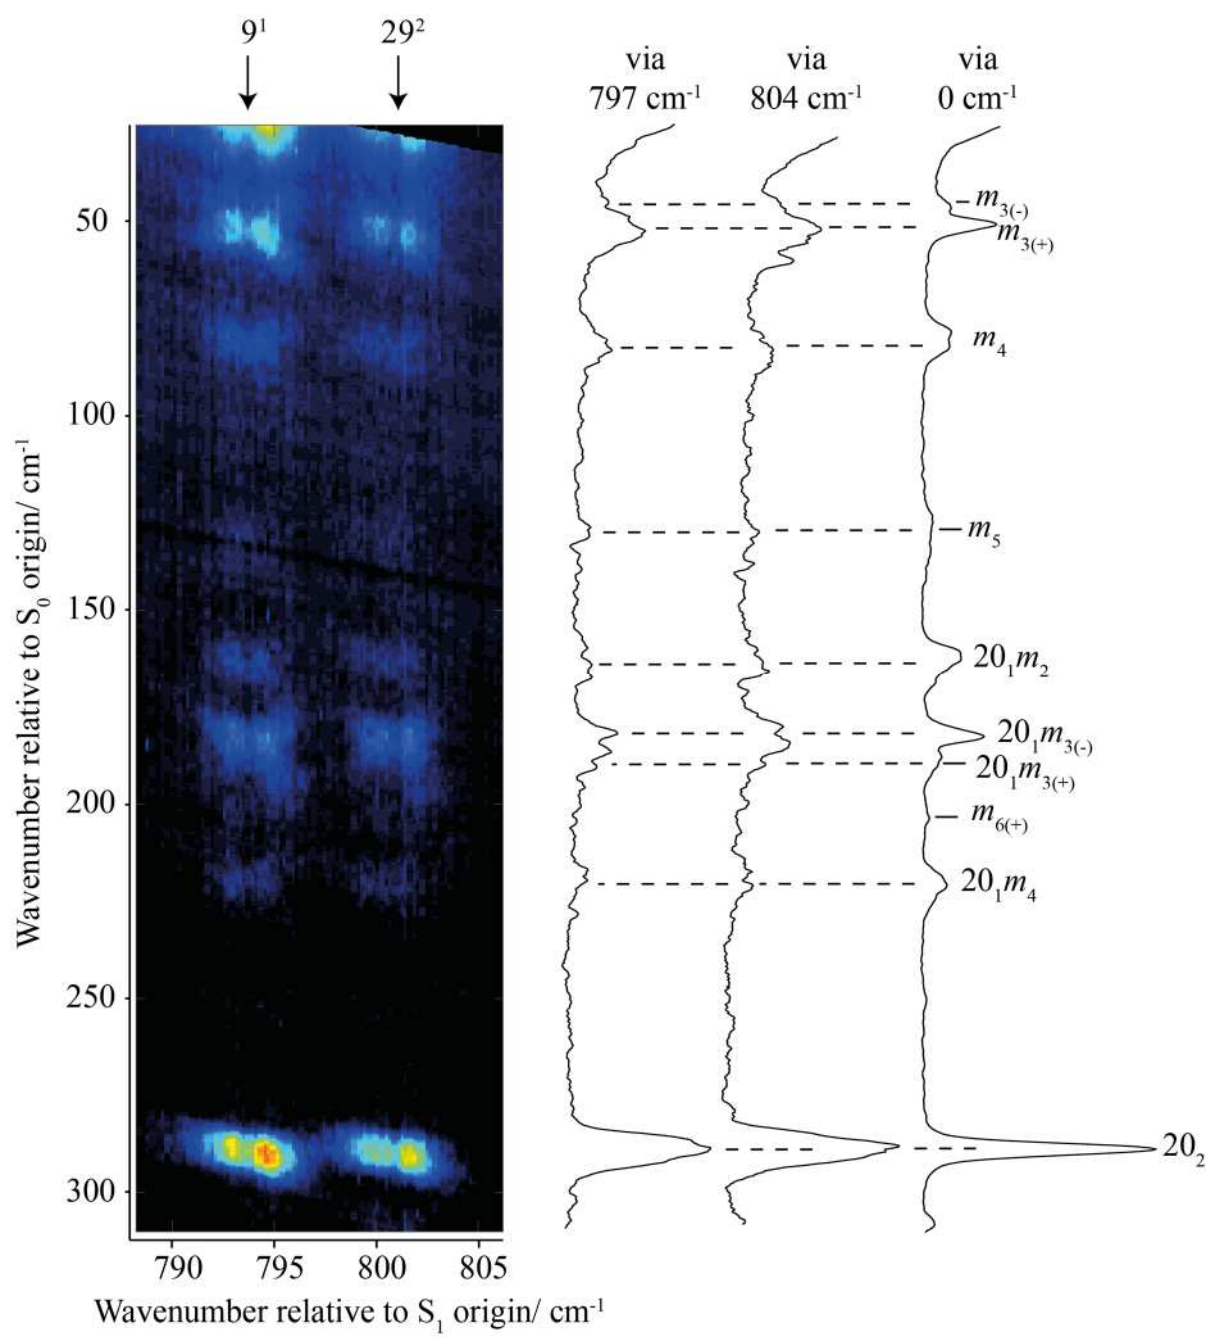 9¹ 29²
via via via
797 cm⁻¹ 804 cm⁻¹ 0 cm⁻¹
m₃₍₋₎
50
m₃₍₊₎
m₄
100
m₅
150
20₁m₂
20₁m₃₍₋₎
20₁m₃₍₊₎
200
m₆₍₊₎
20₁m₄
250
20₂
300
Wavenumber relative to S₀ origin/ cm⁻¹
790 795 800 805
Wavenumber relative to S₁ origin/ cm⁻¹